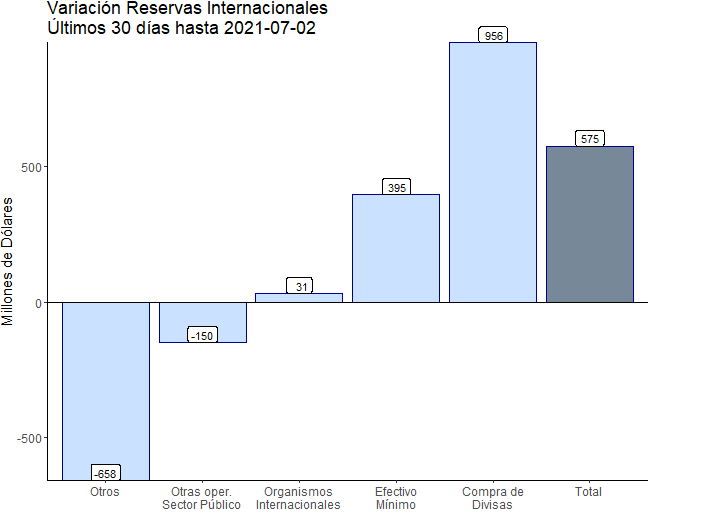 Variación Reservas Internacionales
Últimos 30 días hasta 2021-07-02
956
575
500
395
Millones de Dólares
31
0
-150
-500
-658
Otros
Otras oper.
Sector Público
Organismos
Internacionales
Efectivo
Mínimo
Compra de
Divisas
Total